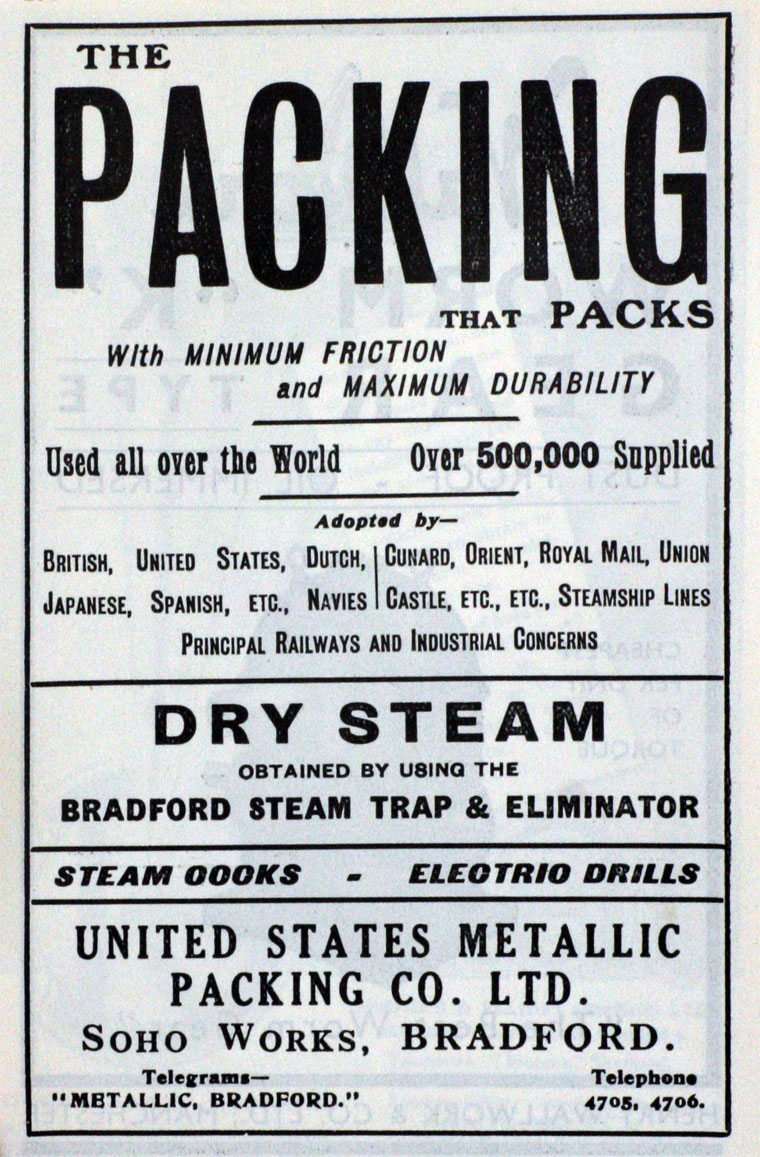 THE
PACKING
THAT PACKS
With MINIMUM FRICTION
and MAXIMUM DURABILITY
Used all over the World Over 500,000 Supplied
Adopted by—
BRITISH, UNITED STATES, DUTCH,
JAPANESE, SPANISH, ETC., NAVIES
CUNARD, ORIENT, ROYAL MAIL, UNION
CASTLE, ETC., ETC., STEAMSHIP LINES
PRINCIPAL RAILWAYS AND INDUSTRIAL CONCERNS
DRY STEAM
OBTAINED BY USING THE
BRADFORD STEAM TRAP & ELIMINATOR
STEAM COCKS - ELECTRIC DRILLS
UNITED STATES METALLIC
PACKING CO. LTD.
SOHO WORKS, BRADFORD.
Telegrams— Telephone
"METALLIC, BRADFORD." 4705, 4706.